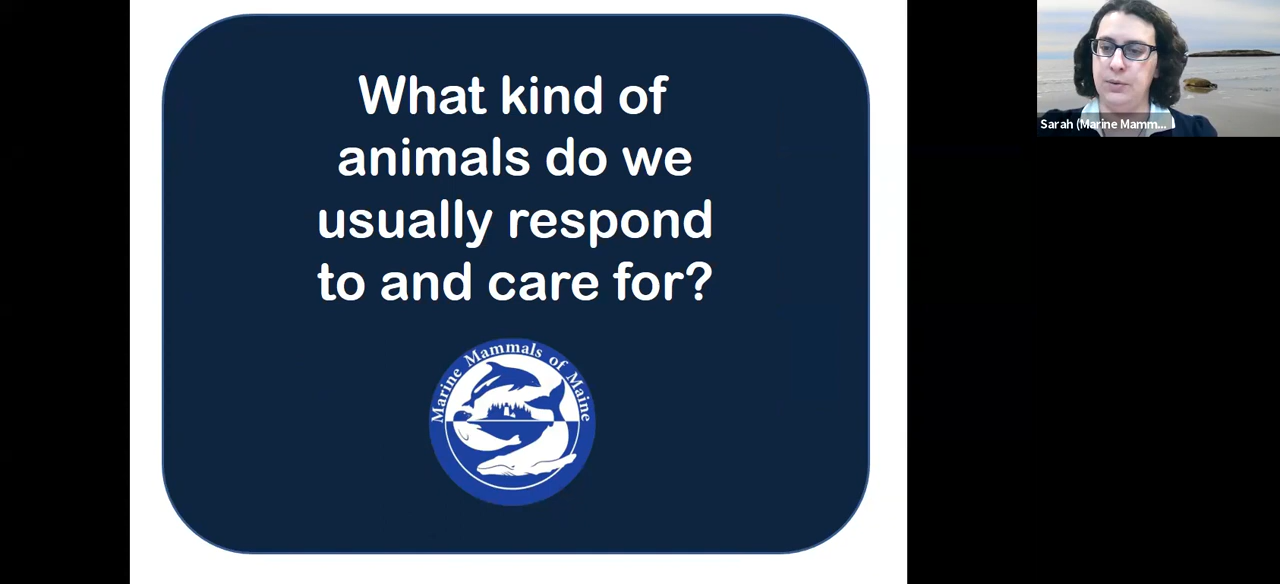 What kind of
animals do we
usually respond
to and care for?
Marine Mammals of Maine
Sarah (Marine Mamm...